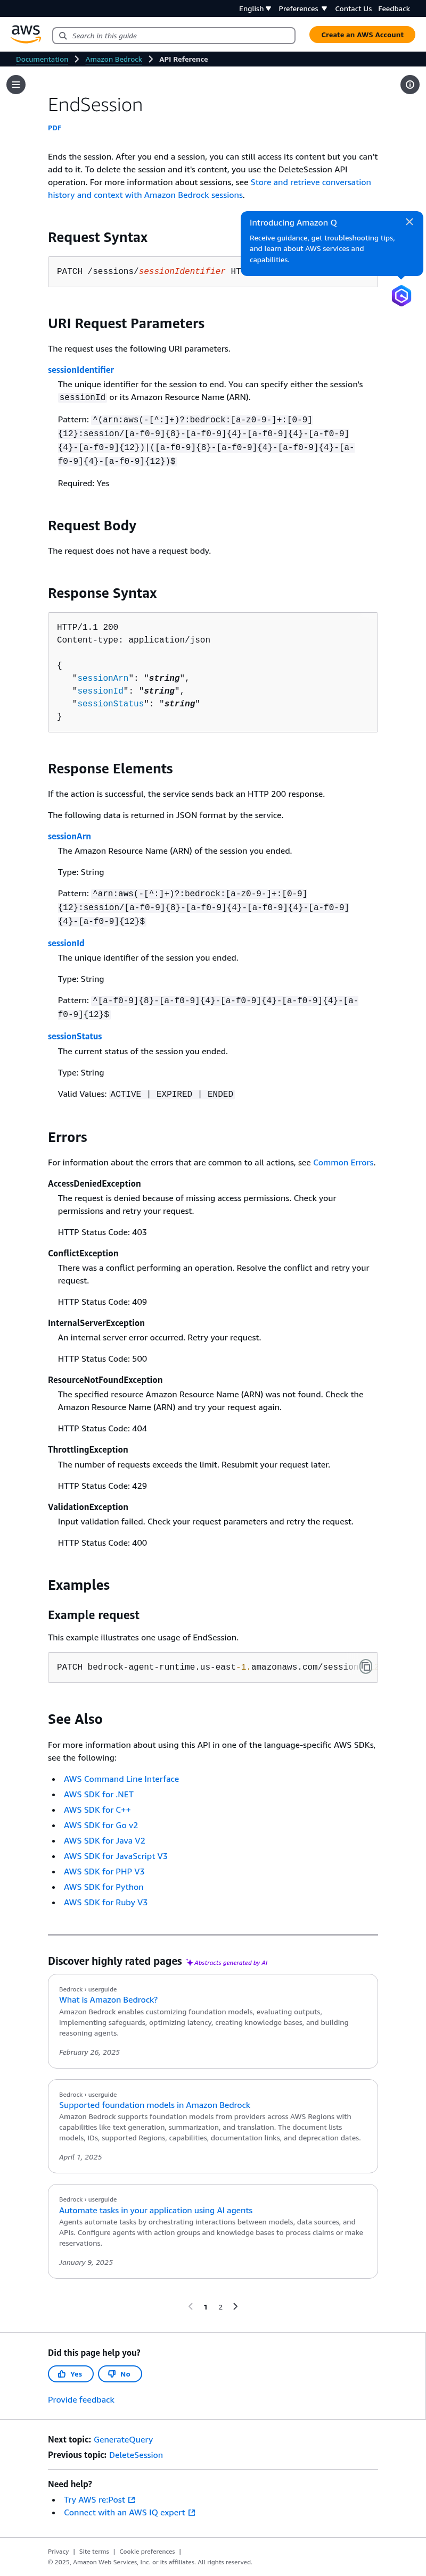 English
Preferences
Contact Us
Feedback
aws
Search in this guide
Create an AWS Account
Documentation
Amazon Bedrock
API Reference
EndSession
PDF
Ends the session. After you end a session, you can still access its content but you can't
add to it. To delete the session and it's content, you use the DeleteSession API
operation. For more information about sessions, see Store and retrieve conversation
history and context with Amazon Bedrock sessions.
Introducing Amazon Q
Receive guidance, get troubleshooting tips,
and learn about AWS services and
capabilities.
Request Syntax
PATCH /sessions/sessionIdentifier
URI Request Parameters
The request uses the following URI parameters.
sessionIdentifier
The unique identifier for the session to end. You can specify either the session's
sessionId or its Amazon Resource Name (ARN).
Pattern: ^(arn:aws(-[^:]+)?:bedrock:[a-z0-9-]+:[0-9]
{12}:session/[a-f0-9]{8}-[a-f0-9]{4}-[a-f0-9]{4}-[a-f0-9]
{4}-[a-f0-9]{12})|([a-f0-9]{8}-[a-f0-9]{4}-[a-f0-9]{4}-[a-
f0-9]{4}-[a-f0-9]{12})$
Required: Yes
Request Body
The request does not have a request body.
Response Syntax
HTTP/1.1 200
Content-type: application/json
{
"sessionArn": "string",
"sessionId": "string",
"sessionStatus": "string"
}
Response Elements
If the action is successful, the service sends back an HTTP 200 response.
The following data is returned in JSON format by the service.
sessionArn
The Amazon Resource Name (ARN) of the session you ended.
Type: String
Pattern: ^arn:aws(-[^:]+)?:bedrock:[a-z0-9-]+:[0-9]
{12}:session/[a-f0-9]{8}-[a-f0-9]{4}-[a-f0-9]{4}-[a-f0-9]
{4}-[a-f0-9]{12}$
sessionId
The unique identifier of the session you ended.
Type: String
Pattern: ^[a-f0-9]{8}-[a-f0-9]{4}-[a-f0-9]{4}-[a-f0-9]{4}-[a-
f0-9]{12}$
sessionStatus
The current status of the session you ended.
Type: String
Valid Values: ACTIVE | EXPIRED | ENDED
Errors
For information about the errors that are common to all actions, see Common Errors.
AccessDeniedException
The request is denied because of missing access permissions. Check your
permissions and retry your request.
HTTP Status Code: 403
ConflictException
There was a conflict performing an operation. Resolve the conflict and retry your
request.
HTTP Status Code: 409
InternalServerException
An internal server error occurred. Retry your request.
HTTP Status Code: 500
ResourceNotFoundException
The specified resource Amazon Resource Name (ARN) was not found. Check the
Amazon Resource Name (ARN) and try your request again.
HTTP Status Code: 404
ThrottlingException
The number of requests exceeds the limit. Resubmit your request later.
HTTP Status Code: 429
ValidationException
Input validation failed. Check your request parameters and retry the request.
HTTP Status Code: 400
Examples
Example request
This example illustrates one usage of EndSession.
PATCH bedrock-agent-runtime.us-east-1.amazonaws.com/session
See Also
For more information about using this API in one of the language-specific AWS SDKs,
see the following:
• AWS Command Line Interface
• AWS SDK for .NET
• AWS SDK for C++
• AWS SDK for Go v2
• AWS SDK for Java V2
• AWS SDK for JavaScript V3
• AWS SDK for PHP V3
• AWS SDK for Python
• AWS SDK for Ruby V3
Discover highly rated pages Abstracts generated by AI
Bedrock › userguide
What is Amazon Bedrock?
Amazon Bedrock enables customizing foundation models, evaluating outputs,
implementing safeguards, optimizing latency, creating knowledge bases, and building
reasoning agents.
February 26, 2025
Bedrock › userguide
Supported foundation models in Amazon Bedrock
Amazon Bedrock supports foundation models from providers across AWS Regions with
capabilities like text generation, summarization, and translation. The document lists
models, IDs, supported Regions, capabilities, documentation links, and deprecation dates.
April 1, 2025
Bedrock › userguide
Automate tasks in your application using AI agents
Agents automate tasks by orchestrating interactions between models, data sources, and
APIs. Configure agents with action groups and knowledge bases to process claims or make
reservations.
January 9, 2025
1 2
Did this page help you?
Yes
No
Provide feedback
Next topic: GenerateQuery
Previous topic: DeleteSession
Need help?
• Try AWS re:Post
• Connect with an AWS IQ expert
Privacy | Site terms | Cookie preferences |
© 2025, Amazon Web Services, Inc. or its affiliates. All rights reserved.